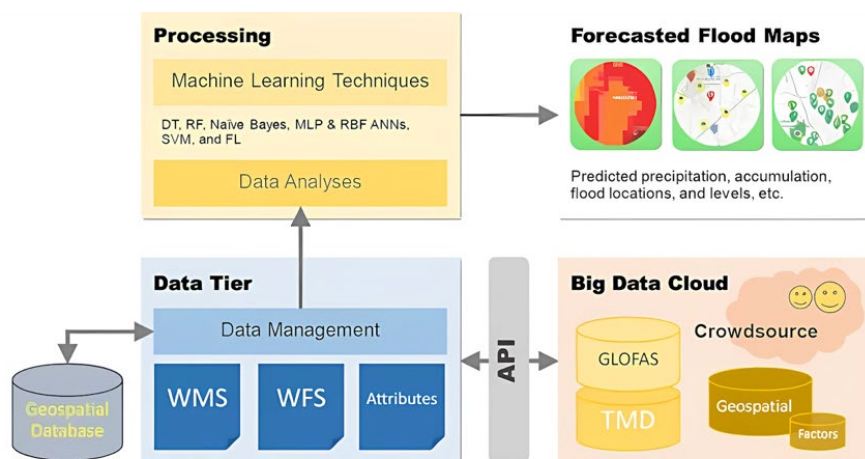 Processing
Machine Learning Techniques
DT, RF, Naïve Bayes, MLP & RBF ANNs,
SVM, and FL
Data Analyses
Forecasted Flood Maps
Predicted precipitation, accumulation,
flood locations, and levels, etc.
Data Tier
Data Management
WMS
WFS
Attributes
Geospatial
Database
API
Big Data Cloud
Crowdsource
GLOFAS
TMD
Geospatial
Factors